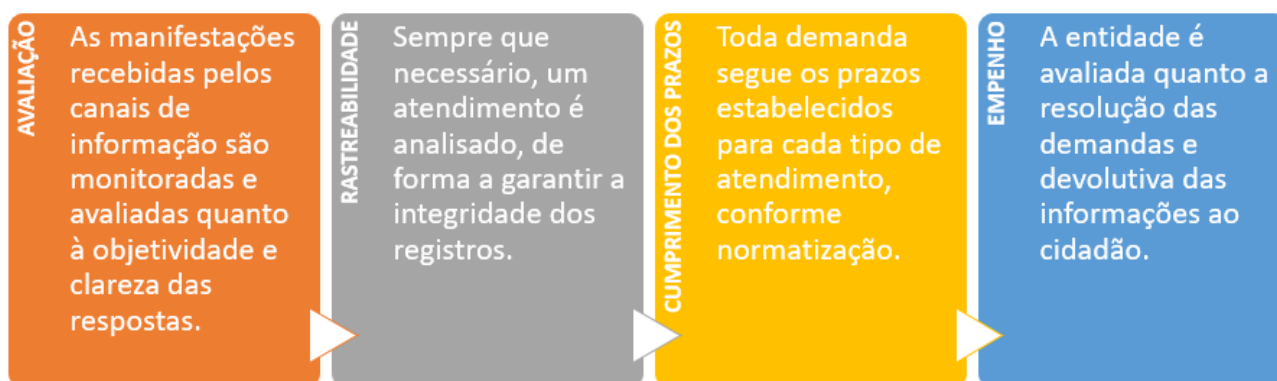 AVALIAÇÃO
As manifestações
recebidas pelos
canais de
informação são
monitoradas e
avaliadas quanto
à objetividade e
clareza das
respostas.
RASTREABILIDADE
Sempre que
necessário, um
atendimento é
analisado, de
forma a garantir a
integridade dos
registros.
CUMPRIMENTO DOS PRAZOS
Toda demanda
segue os prazos
estabelecidos
para cada tipo de
atendimento,
conforme
normatização.
EMPENHO
A entidade é
avaliada quanto a
resolução das
demandas e
devolutiva das
informações ao
cidadão.